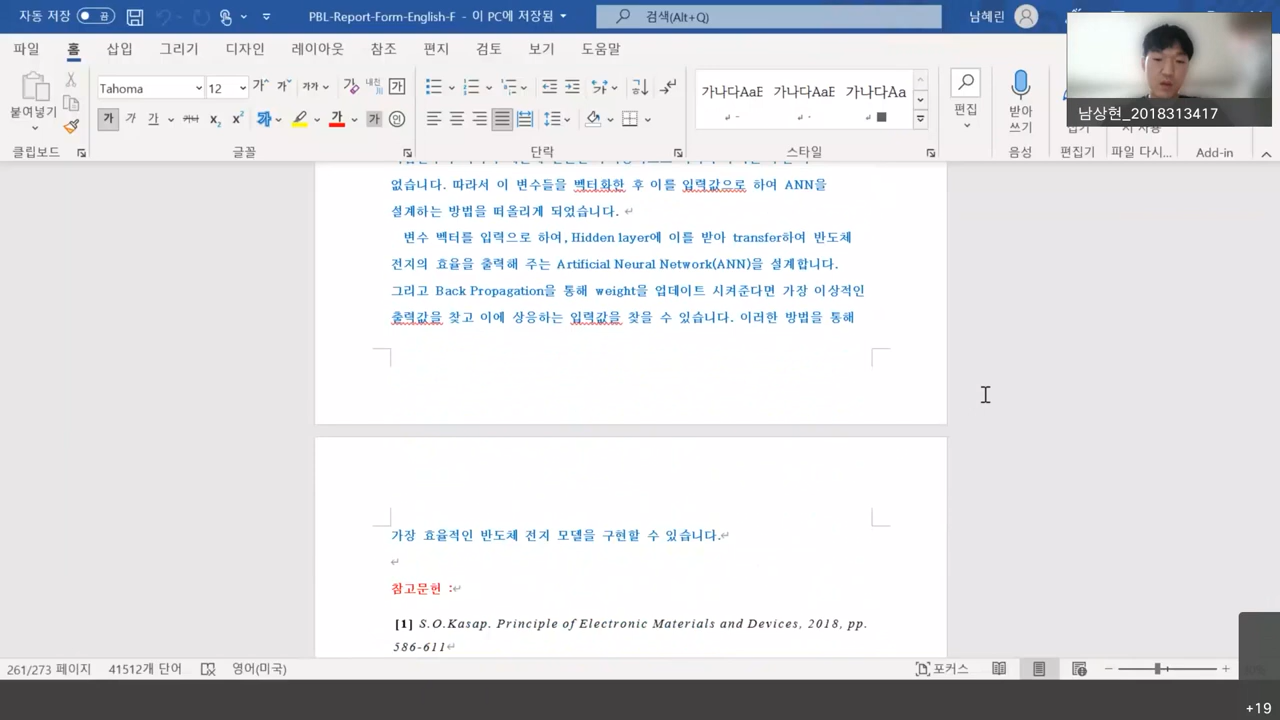 자동 저장 끔 PBL-Report-Form-English-F - 이 PC에 저장됨 검색(Alt+Q) 남혜린
파일 홈 삽입 그리기 디자인 레이아웃 참조 편지 검토 보기 도움말
붙여넣기 Tahoma 12 가나다AaE 가나다AaE 가나다Aa 편집 받아쓰기
남상현_2018313417
클립보드 글꼴 단락 스타일 음성 편집기 파일 다시... Add-in
없습니다. 따라서 이 변수들을 벡터화한 후 이를 입력값으로 하여 ANN을
설계하는 방법을 떠올리게 되었습니다.
변수 벡터를 입력으로 하여, Hidden layer에 이를 받아 transfer하여 반도체
전지의 효율을 출력해 주는 Artificial Neural Network(ANN)을 설계합니다.
그리고 Back Propagation을 통해 weight을 업데이트 시켜준다면 가장 이상적인
출력값을 찾고 이에 상응하는 입력값을 찾을 수 있습니다. 이러한 방법을 통해
가장 효율적인 반도체 전지 모델을 구현할 수 있습니다.
참고문헌 :
[1] S.O.Kasap. Principle of Electronic Materials and Devices, 2018, pp.
586-611
261/273 페이지 41512개 단어 영어(미국) 포커스
+19